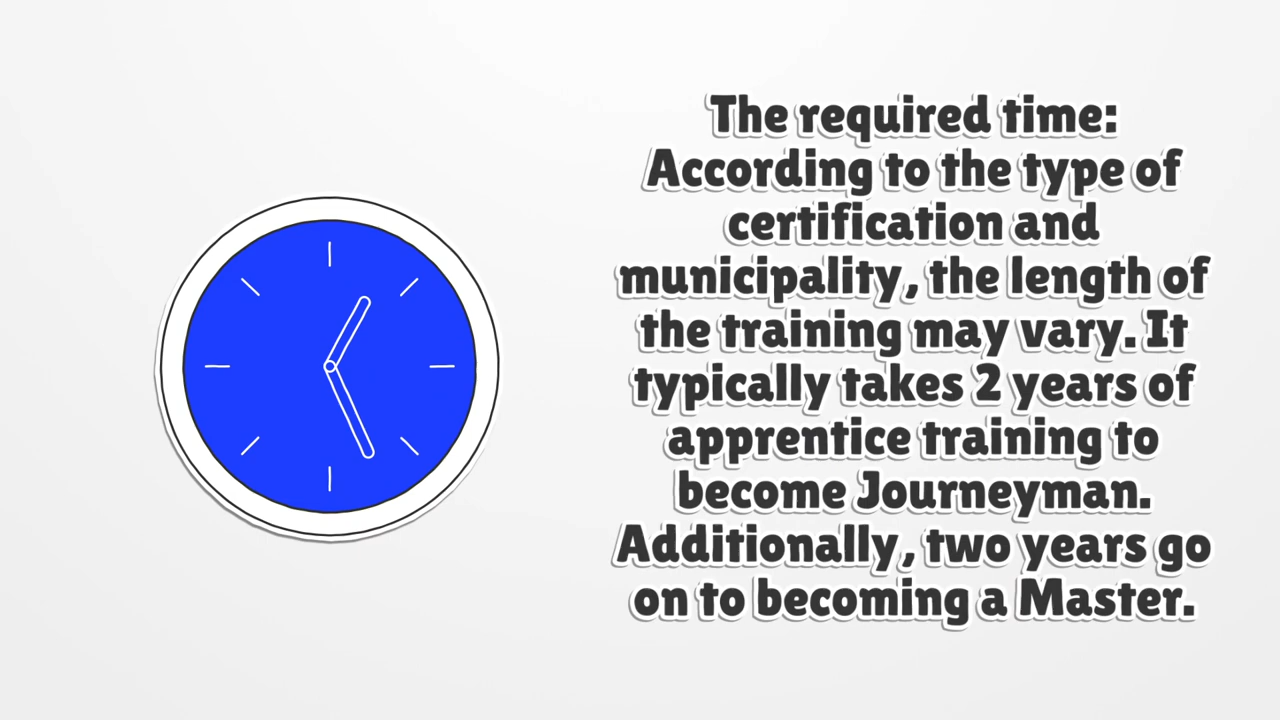 The required time:
According to the type of
certification and
municipality, the length of
the training may vary. It
typically takes 2 years of
apprentice training to
become Journeyman.
Additionally, two years go
on to becoming a Master.